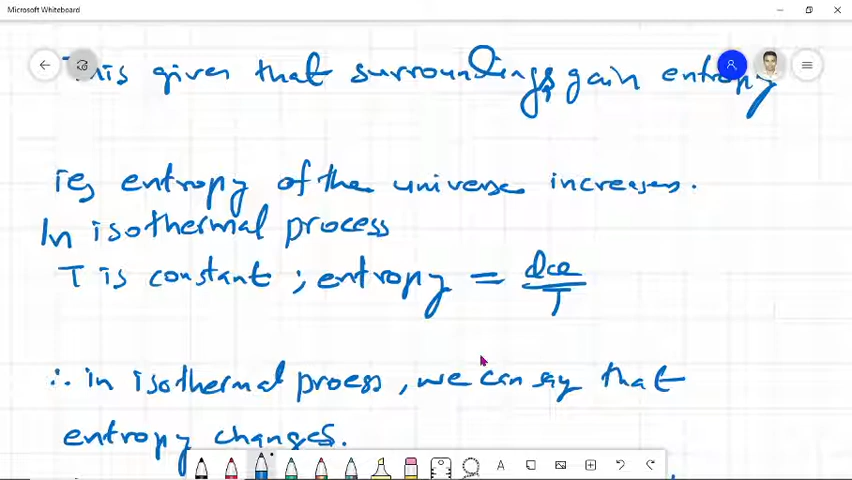 Microsoft Whiteboard
This given that surroundings gain entropy
ie, entropy of the universe increases.
In isothermal process
T is constant ; entropy = dQ/T
∴ in isothermal proess, we can say that
entropy changes.